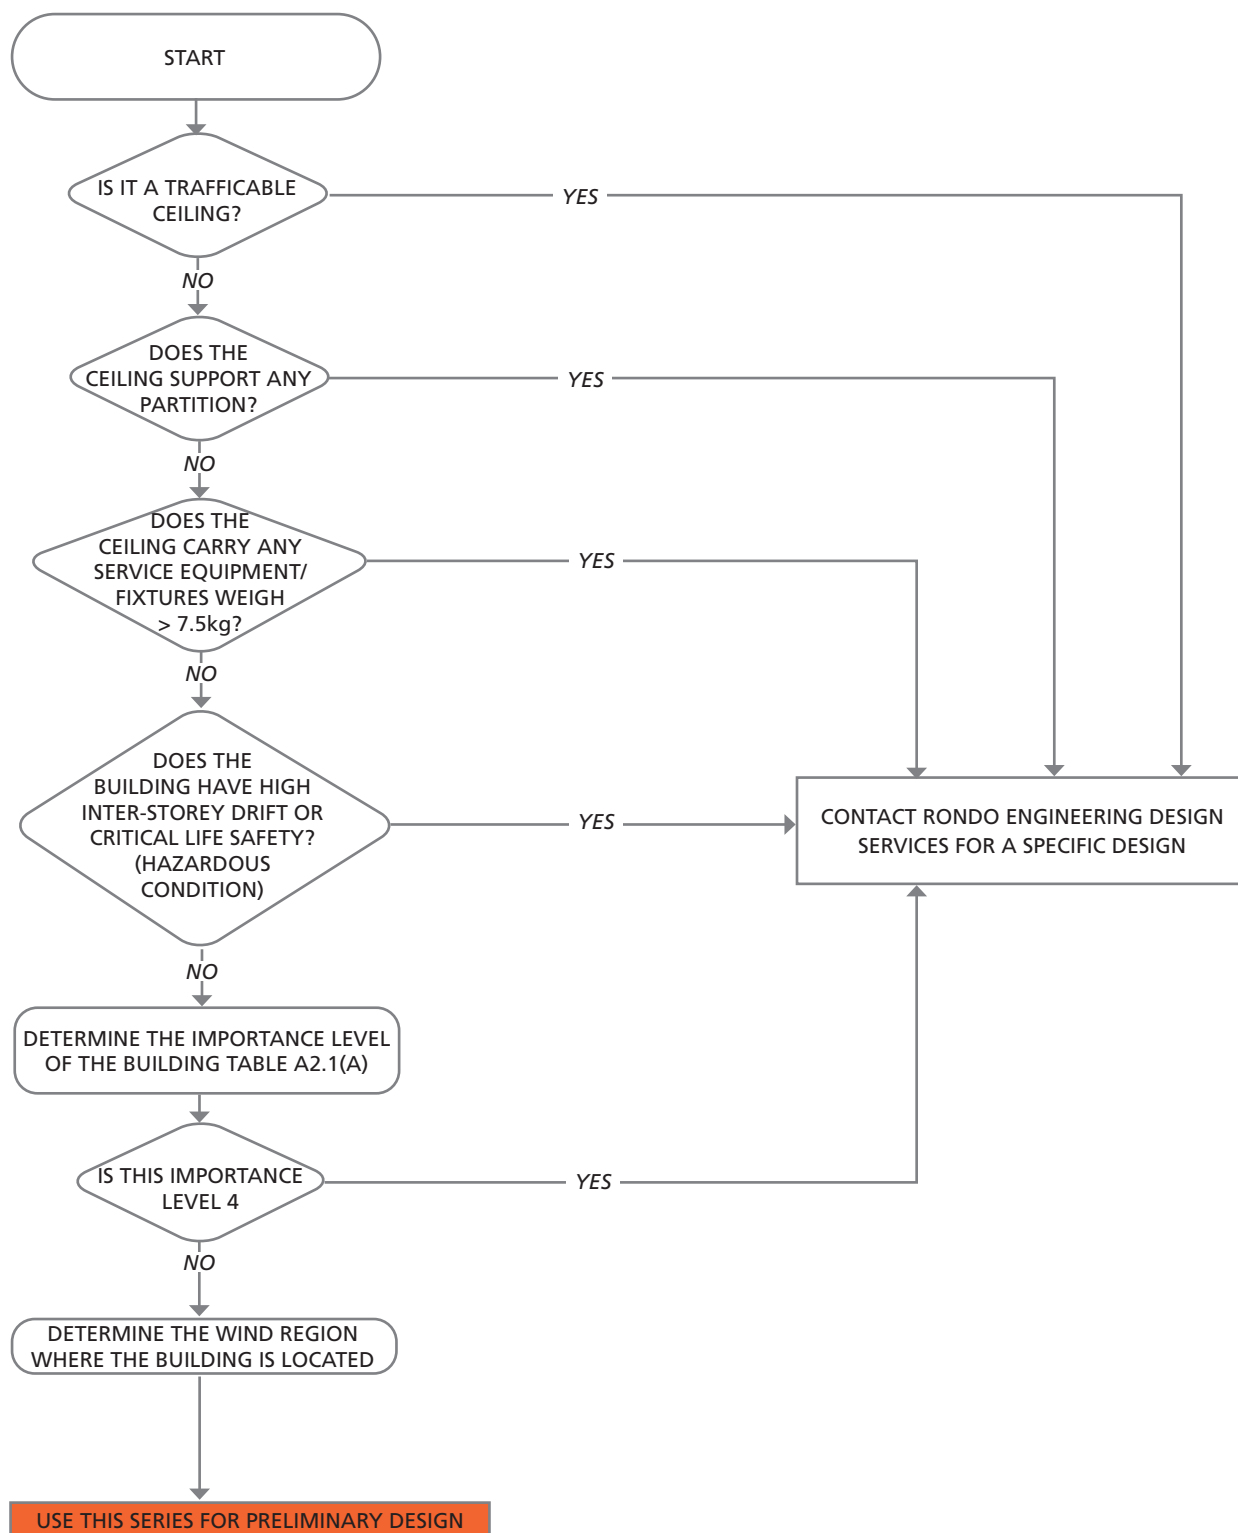 START
IS IT A TRAFFICABLE
CEILING?
YES
NO
DOES THE
CEILING SUPPORT ANY
PARTITION?
YES
NO
DOES THE
CEILING CARRY ANY
SERVICE EQUIPMENT/
FIXTURES WEIGH
> 7.5kg?
YES
NO
DOES THE
BUILDING HAVE HIGH
INTER-STOREY DRIFT OR
CRITICAL LIFE SAFETY?
(HAZARDOUS
CONDITION)
YES
CONTACT RONDO ENGINEERING DESIGN
SERVICES FOR A SPECIFIC DESIGN
NO
DETERMINE THE IMPORTANCE LEVEL
OF THE BUILDING TABLE A2.1(A)
IS THIS IMPORTANCE
LEVEL 4
YES
NO
DETERMINE THE WIND REGION
WHERE THE BUILDING IS LOCATED
USE THIS SERIES FOR PRELIMINARY DESIGN